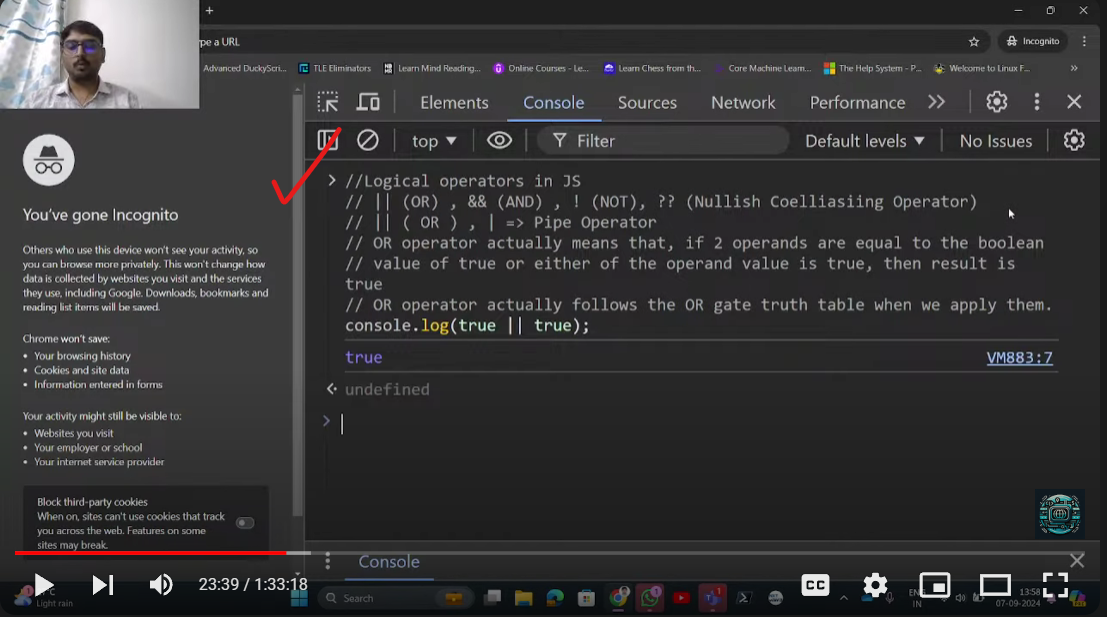 +
ype a URL
Incognito
Advanced DuckyScri...
TLE Eliminators
Learn Mind Reading...
Online Courses - Le...
Learn Chess from th...
Core Machine Learn...
The Help System - P...
Welcome to Linux F...
»
Elements
Console
Sources
Network
Performance
»
top ▼
Filter
Default levels ▼
No Issues
You've gone Incognito
Others who use this device won't see your activity, so
you can browse more privately. This won't change how
data is collected by websites you visit and the services
they use, including Google. Downloads, bookmarks and
reading list items will be saved.
Chrome won't save:
• Your browsing history
• Cookies and site data
• Information entered in forms
Your activity might still be visible to:
• Websites you visit
• Your employer or school
• Your internet service provider
Block third-party cookies
When on, sites can't use cookies that track
you across the web. Features on some
sites may break.
> //Logical operators in JS
// || (OR) , && (AND) , ! (NOT), ?? (Nullish Coelliasiing Operator)
// || ( OR ) , | => Pipe Operator
// OR operator actually means that, if 2 operands are equal to the boolean
// value of true or either of the operand value is true, then result is
true
// OR operator actually follows the OR gate truth table when we apply them.
console.log(true || true);
true
VM883:7
undefined
>
Console
23:39 / 1:33:18
CC
Light rain
Search
IN
13:58
07-09-2024